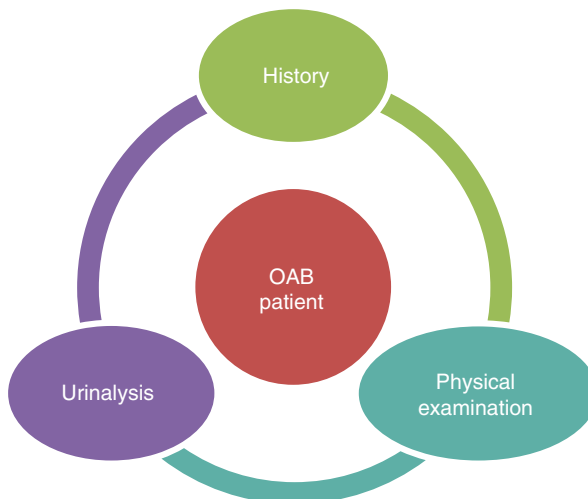 History
OAB
patient
Urinalysis
Physical
examination